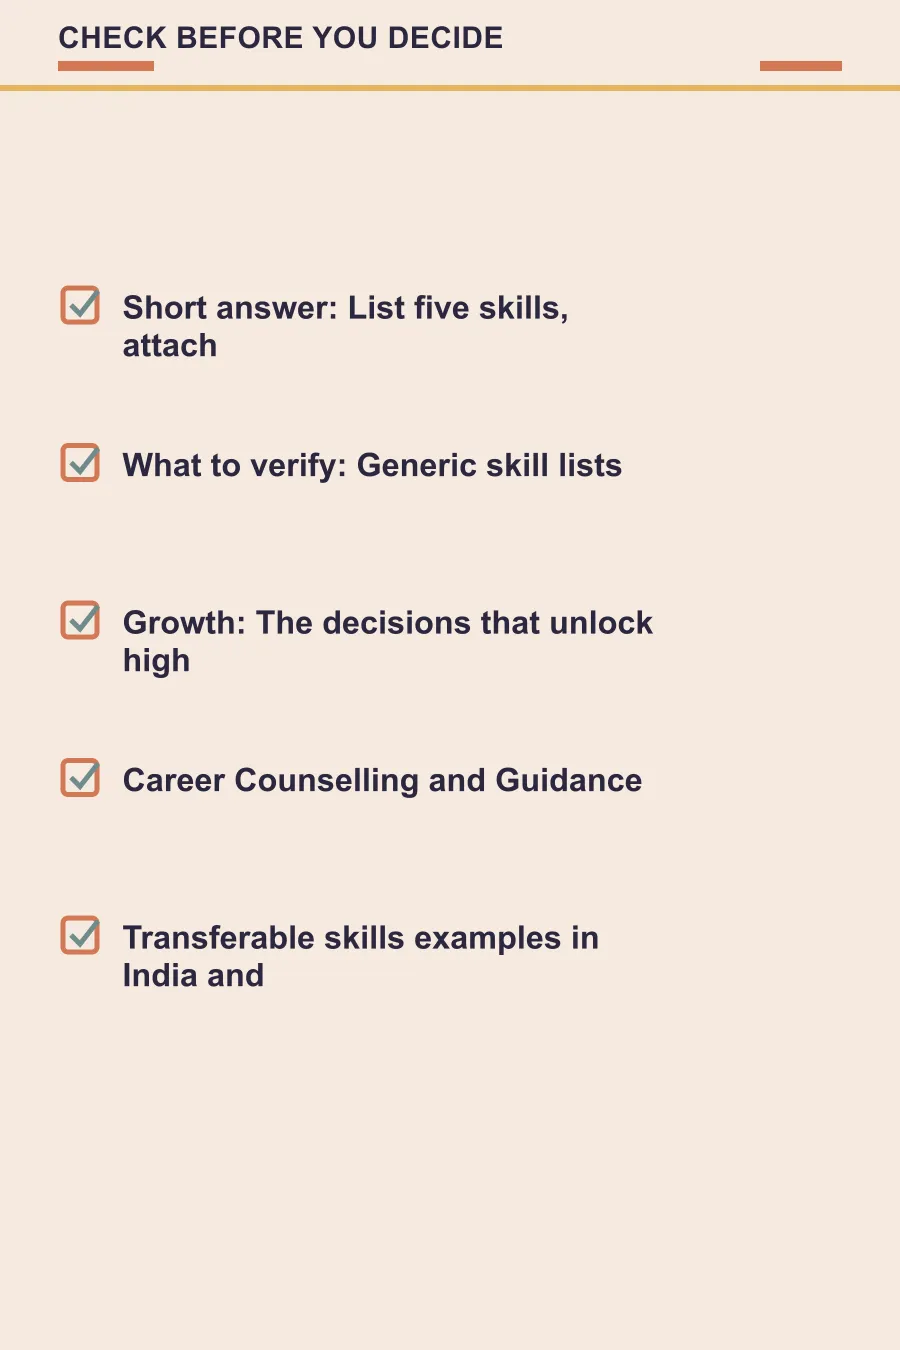 CHECK BEFORE YOU DECIDE
Short answer: List five skills,
attach
What to verify: Generic skill lists
Growth: The decisions that unlock
high
Career Counselling and Guidance
Transferable skills examples in
India and